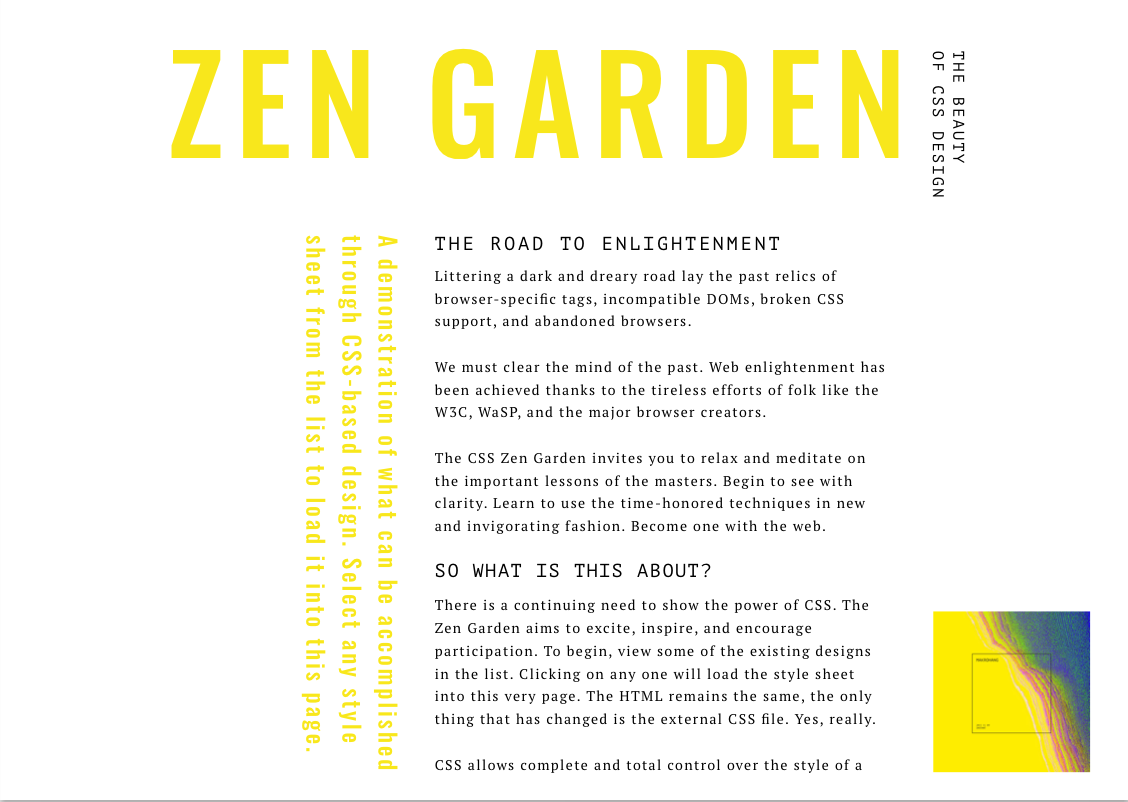 ZEN GARDEN
THE BEAUTY
OF CSS DESIGN
A demonstration of what can be accomplished
through CSS-based design. Select any style
sheet from the list to load it into this page.
THE ROAD TO ENLIGHTENMENT
Littering a dark and dreary road lay the past relics of
browser-specific tags, incompatible DOMs, broken CSS
support, and abandoned browsers.
We must clear the mind of the past. Web enlightenment has
been achieved thanks to the tireless efforts of folk like the
W3C, WaSP, and the major browser creators.
The CSS Zen Garden invites you to relax and meditate on
the important lessons of the masters. Begin to see with
clarity. Learn to use the time-honored techniques in new
and invigorating fashion. Become one with the web.
SO WHAT IS THIS ABOUT?
There is a continuing need to show the power of CSS. The
Zen Garden aims to excite, inspire, and encourage
participation. To begin, view some of the existing designs
in the list. Clicking on any one will load the style sheet
into this very page. The HTML remains the same, the only
thing that has changed is the external CSS file. Yes, really.
CSS allows complete and total control over the style of a